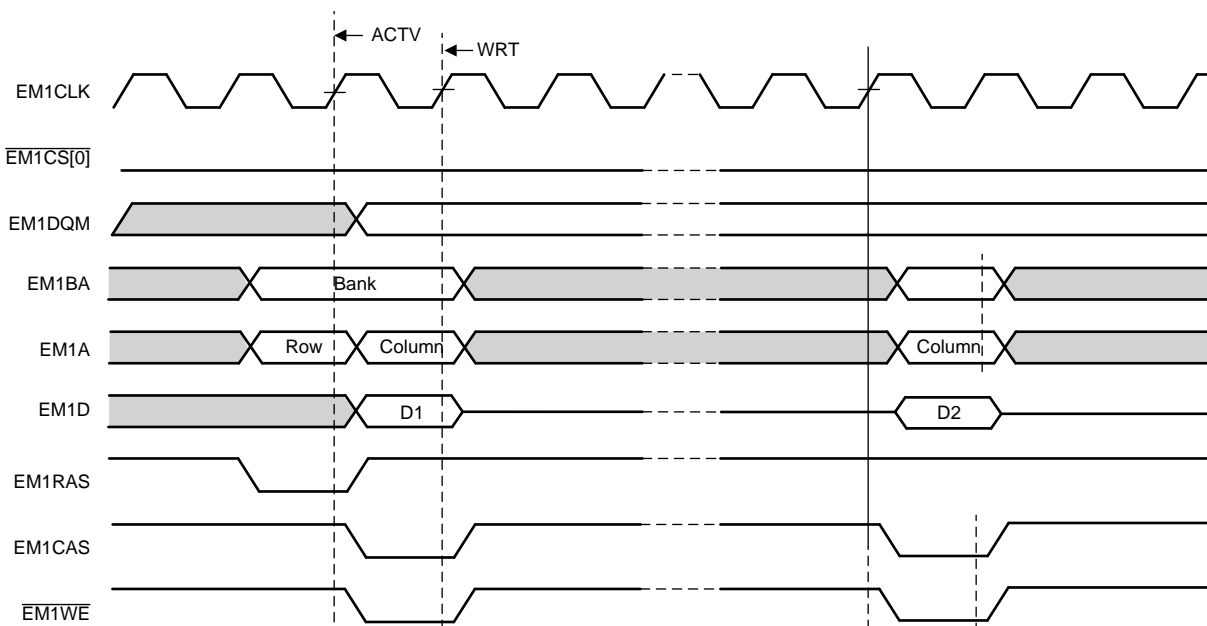 ACTV
WRT
EM1CLK
EM1CS[0]
EM1DQM
EM1BA
Bank
EM1A
Row
Column
Column
EM1D
D1
D2
EM1RAS
EM1CAS
EM1WE